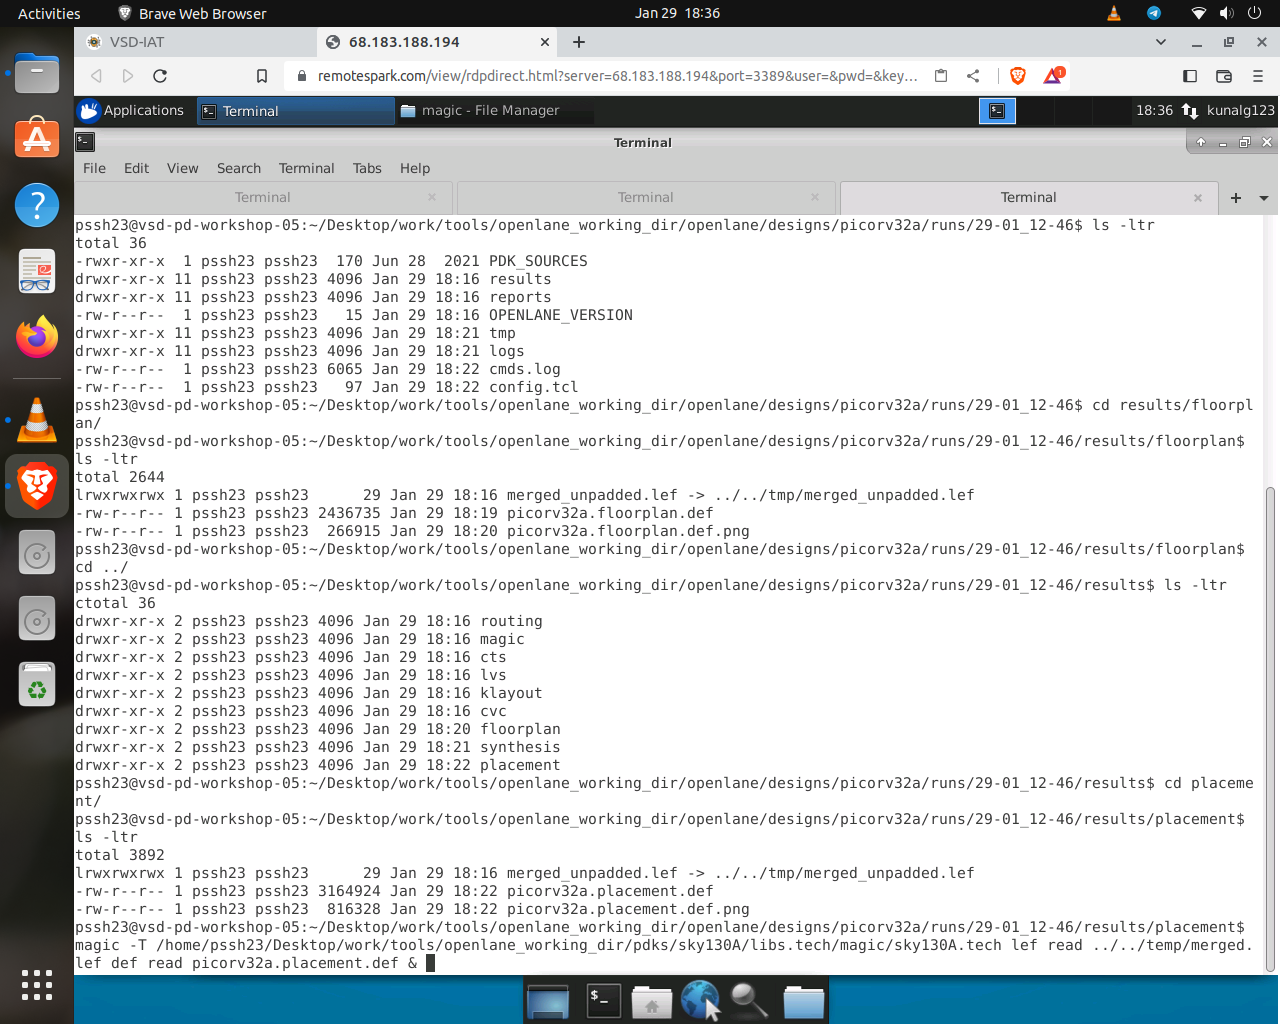 Activities
Brave Web Browser
Jan 29 18:36
VSD-IAT
68.183.188.194
remotespark.com/view/rdpdirect.html?server=68.183.188.194&port=3389&user=&pwd=&key...
1
Applications
Terminal
magic - File Manager
18:36
kunalg123
Terminal
File Edit View Search Terminal Tabs Help
Terminal
Terminal
Terminal
pssh23@vsd-pd-workshop-05:~/Desktop/work/tools/openlane_working_dir/openlane/designs/picorv32a/runs/29-01_12-46$ ls -ltr
total 36
-rwxr-xr-x  1 pssh23 pssh23  170 Jun 28  2021 PDK_SOURCES
drwxr-xr-x 11 pssh23 pssh23 4096 Jan 29 18:16 results
drwxr-xr-x 11 pssh23 pssh23 4096 Jan 29 18:16 reports
-rw-r--r--  1 pssh23 pssh23   15 Jan 29 18:16 OPENLANE_VERSION
drwxr-xr-x 11 pssh23 pssh23 4096 Jan 29 18:21 tmp
drwxr-xr-x 11 pssh23 pssh23 4096 Jan 29 18:21 logs
-rw-r--r--  1 pssh23 pssh23 6065 Jan 29 18:22 cmds.log
-rw-r--r--  1 pssh23 pssh23   97 Jan 29 18:22 config.tcl
pssh23@vsd-pd-workshop-05:~/Desktop/work/tools/openlane_working_dir/openlane/designs/picorv32a/runs/29-01_12-46$ cd results/floorpl
an/
pssh23@vsd-pd-workshop-05:~/Desktop/work/tools/openlane_working_dir/openlane/designs/picorv32a/runs/29-01_12-46/results/floorplan$
ls -ltr
total 2644
lrwxrwxrwx 1 pssh23 pssh23      29 Jan 29 18:16 merged_unpadded.lef -> ../../tmp/merged_unpadded.lef
-rw-r--r-- 1 pssh23 pssh23 2436735 Jan 29 18:19 picorv32a.floorplan.def
-rw-r--r-- 1 pssh23 pssh23  266915 Jan 29 18:20 picorv32a.floorplan.def.png
pssh23@vsd-pd-workshop-05:~/Desktop/work/tools/openlane_working_dir/openlane/designs/picorv32a/runs/29-01_12-46/results/floorplan$
cd ../
pssh23@vsd-pd-workshop-05:~/Desktop/work/tools/openlane_working_dir/openlane/designs/picorv32a/runs/29-01_12-46/results$ ls -ltr
ctotal 36
drwxr-xr-x 2 pssh23 pssh23 4096 Jan 29 18:16 routing
drwxr-xr-x 2 pssh23 pssh23 4096 Jan 29 18:16 magic
drwxr-xr-x 2 pssh23 pssh23 4096 Jan 29 18:16 cts
drwxr-xr-x 2 pssh23 pssh23 4096 Jan 29 18:16 lvs
drwxr-xr-x 2 pssh23 pssh23 4096 Jan 29 18:16 klayout
drwxr-xr-x 2 pssh23 pssh23 4096 Jan 29 18:16 cvc
drwxr-xr-x 2 pssh23 pssh23 4096 Jan 29 18:20 floorplan
drwxr-xr-x 2 pssh23 pssh23 4096 Jan 29 18:21 synthesis
drwxr-xr-x 2 pssh23 pssh23 4096 Jan 29 18:22 placement
pssh23@vsd-pd-workshop-05:~/Desktop/work/tools/openlane_working_dir/openlane/designs/picorv32a/runs/29-01_12-46/results$ cd placeme
nt/
pssh23@vsd-pd-workshop-05:~/Desktop/work/tools/openlane_working_dir/openlane/designs/picorv32a/runs/29-01_12-46/results/placement$
ls -ltr
total 3892
lrwxrwxrwx 1 pssh23 pssh23      29 Jan 29 18:16 merged_unpadded.lef -> ../../tmp/merged_unpadded.lef
-rw-r--r-- 1 pssh23 pssh23 3164924 Jan 29 18:22 picorv32a.placement.def
-rw-r--r-- 1 pssh23 pssh23  816328 Jan 29 18:22 picorv32a.placement.def.png
pssh23@vsd-pd-workshop-05:~/Desktop/work/tools/openlane_working_dir/openlane/designs/picorv32a/runs/29-01_12-46/results/placement$
magic -T /home/pssh23/Desktop/work/tools/openlane_working_dir/pdks/sky130A/libs.tech/magic/sky130A.tech lef read ../../temp/merged.
lef def read picorv32a.placement.def &